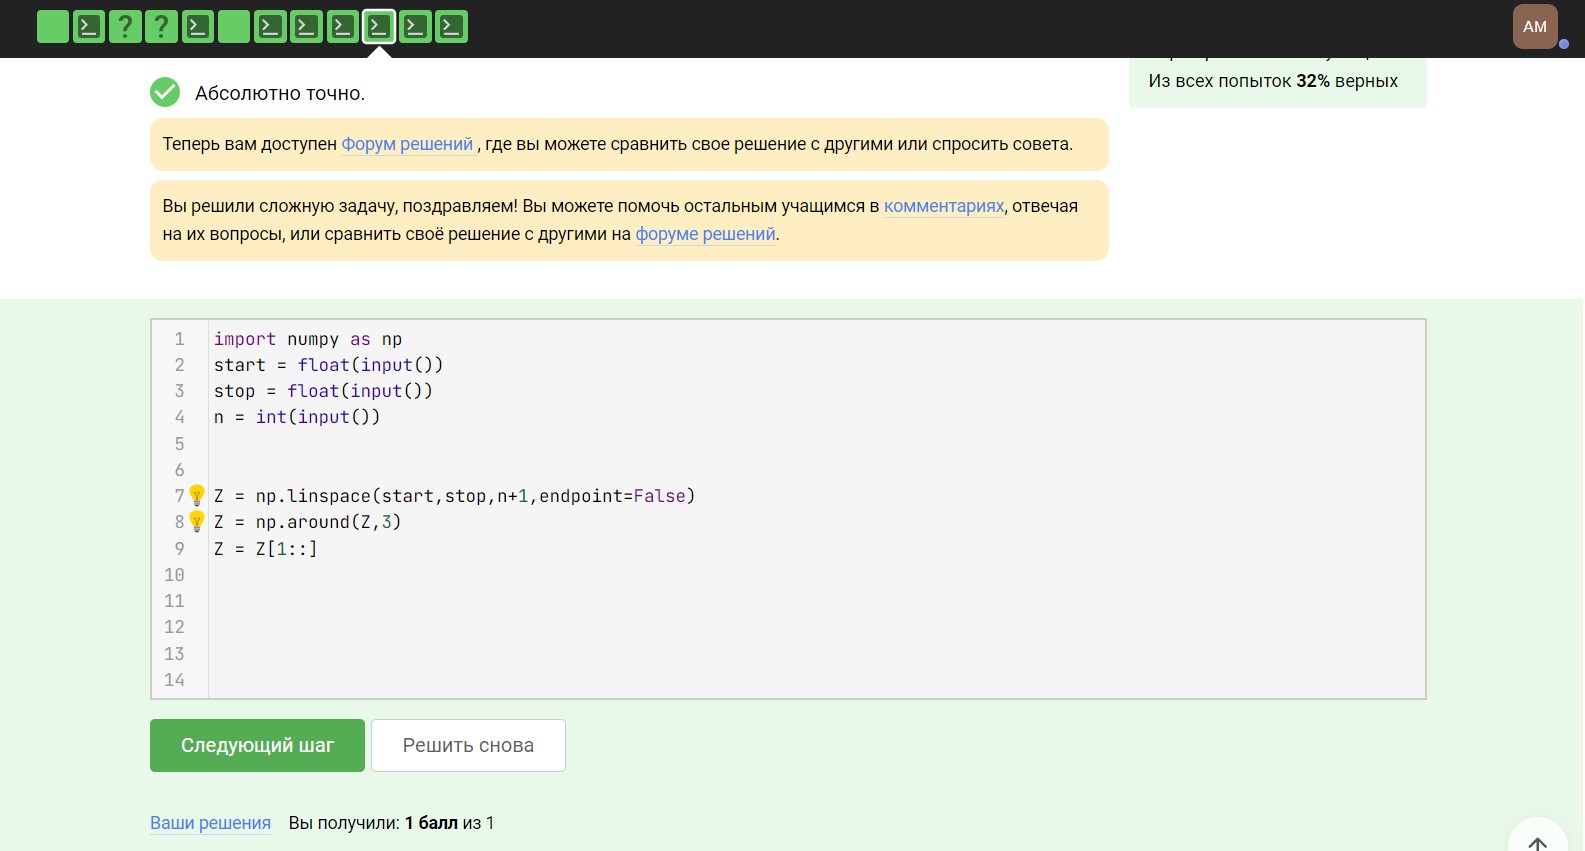 AM
Из всех попыток 32% верных
Абсолютно точно.
Теперь вам доступен Форум решений , где вы можете сравнить свое решение с другими или спросить совета.
Вы решили сложную задачу, поздравляем! Вы можете помочь остальным учащимся в комментариях, отвечая
на их вопросы, или сравнить своё решение с другими на форуме решений.
1 import numpy as np
2 start = float(input())
3 stop = float(input())
4 n = int(input())
5
6
7 Z = np.linspace(start,stop,n+1,endpoint=False)
8 Z = np.around(Z,3)
9 Z = Z[1::]
10
11
12
13
14
Следующий шаг Решить снова
Ваши решения Вы получили: 1 балл из 1